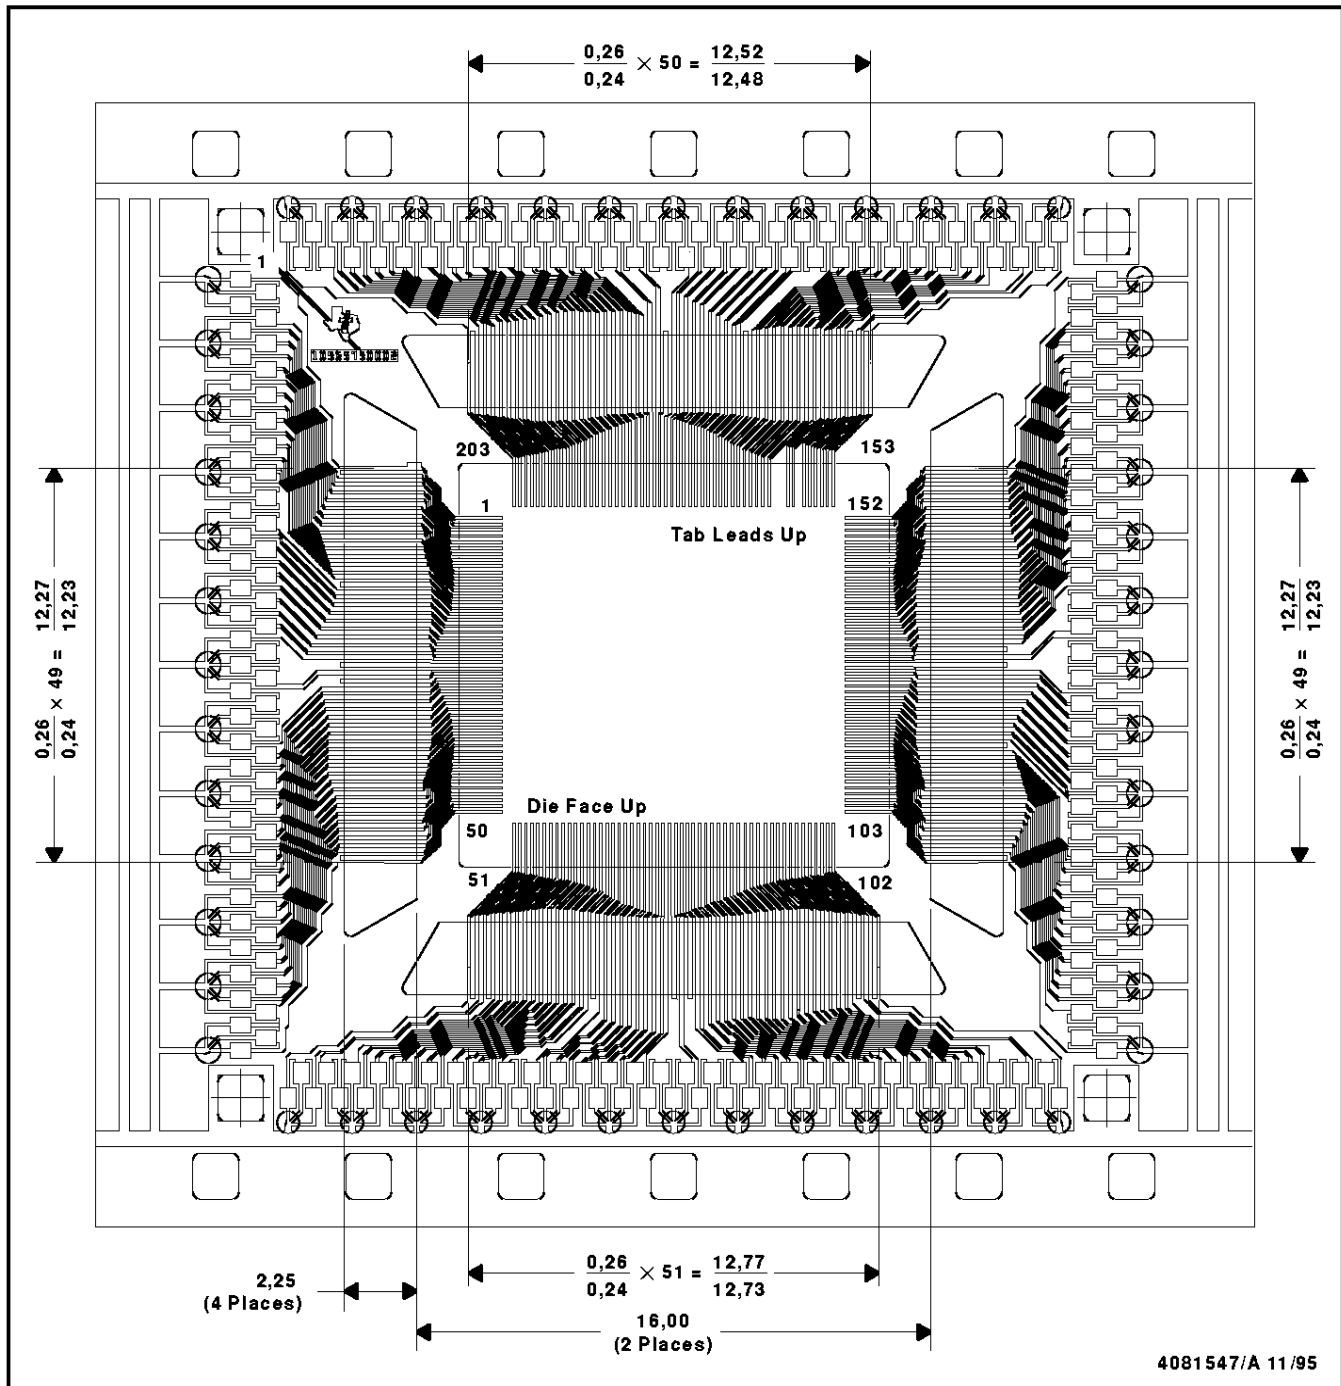 0,26 × 50 = 12,52
0,24 12,48
1
203
153
1
152
Tab Leads Up
0,26 × 49 = 12,27
0,24 12,23
0,26 × 49 = 12,27
0,24 12,23
Die Face Up
50
103
51
102
0,26 × 51 = 12,77
0,24 12,73
2,25
(4 Places)
16,00
(2 Places)
4081547/A 11/95